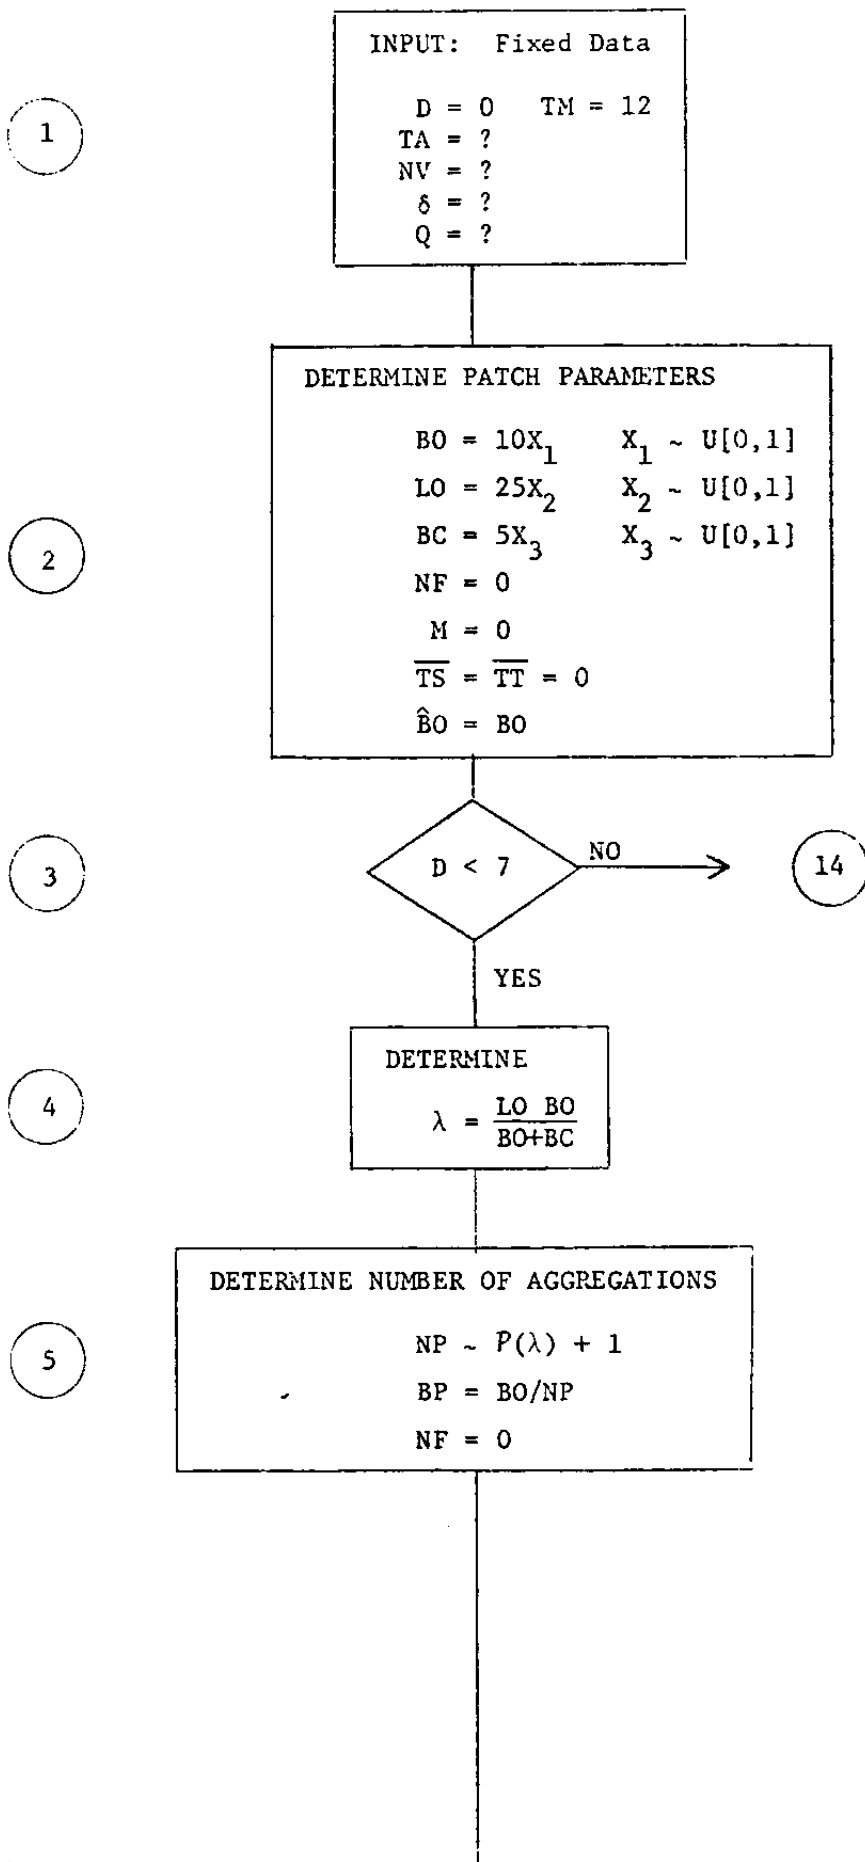 INPUT: Fixed Data
D = 0 TM = 12
1
TA = ?
NV = ?
δ = ?
Q = ?
DETERMINE PATCH PARAMETERS
BO = 10X₁ X₁ ~ U[0,1]
LO = 25X₂ X₂ ~ U[0,1]
BC = 5X₃ X₃ ~ U[0,1]
2
NF = 0
M = 0
T̅S̅ = T̅T̅ = 0
B̂O = BO
3
D < 7
NO
14
YES
DETERMINE
4
λ = LO BO
BO+BC
DETERMINE NUMBER OF AGGREGATIONS
5
NP ~ P(λ) + 1
BP = BO/NP
NF = 0